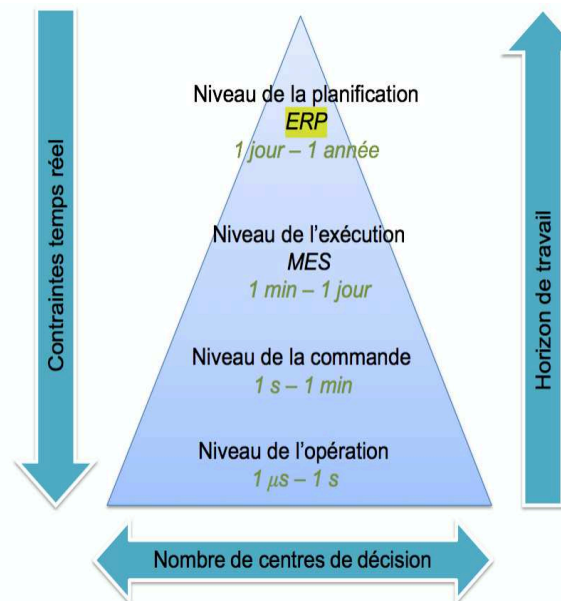 Contraintes temps réel
Niveau de la planification
ERP
1 jour – 1 année
Niveau de l'exécution
MES
1 min – 1 jour
Niveau de la commande
1 s – 1 min
Niveau de l'opération
1 μs – 1 s
Horizon de travail
Nombre de centres de décision